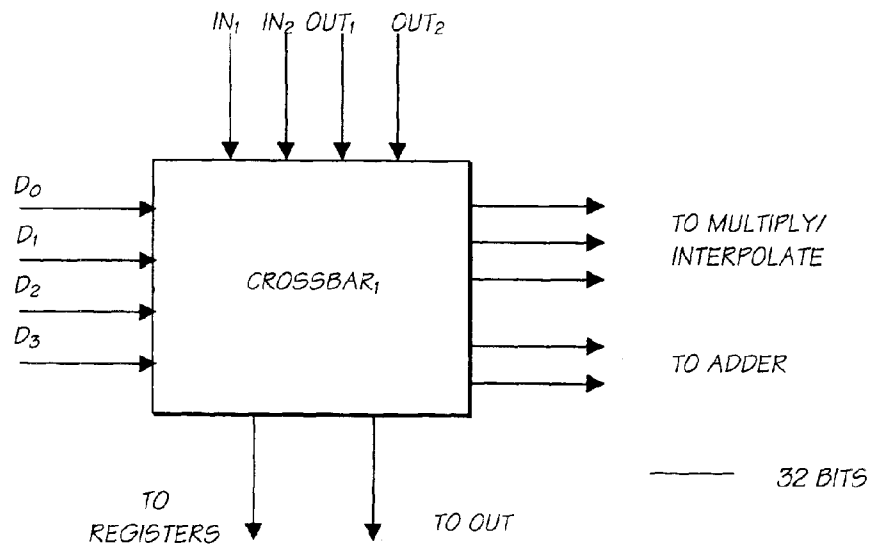 IN₁ IN₂ OUT₁ OUT₂
D₀
D₁
D₂
D₃
CROSSBAR₁
TO MULTIPLY/
INTERPOLATE
TO ADDER
32 BITS
TO
REGISTERS
TO OUT